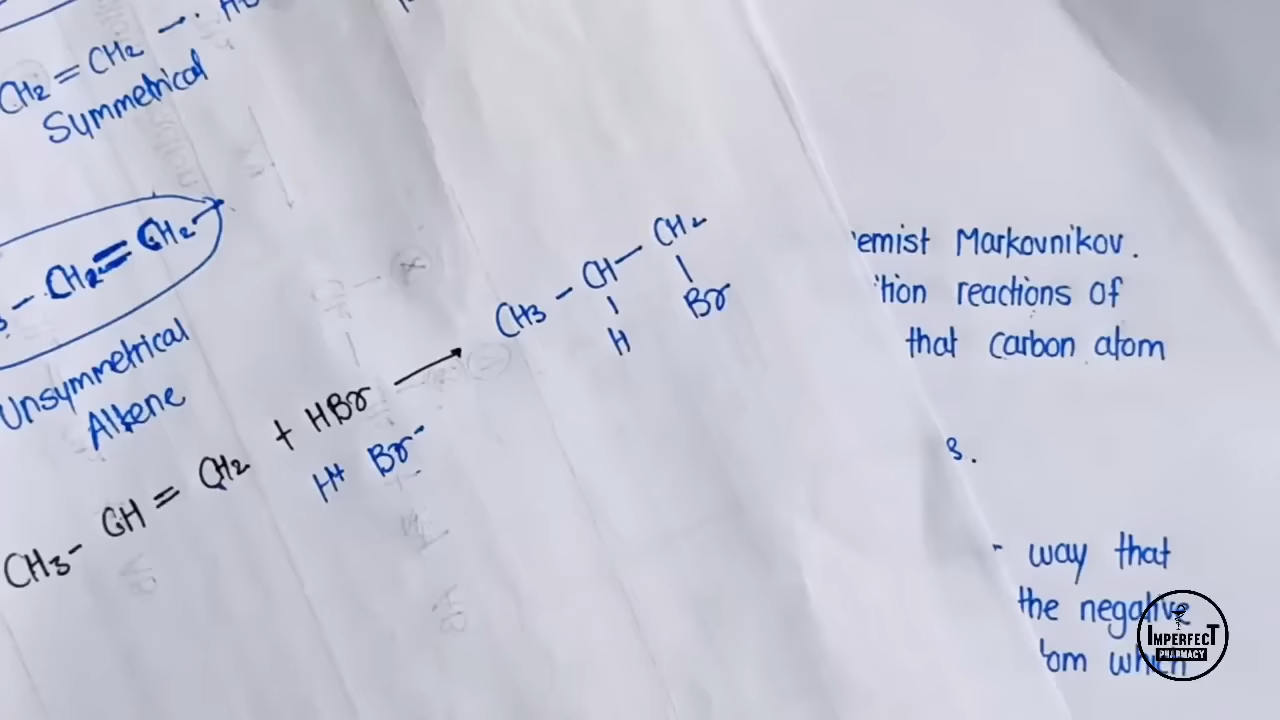 CH2 = CH2
Symmetrical
- CH2 = CH2
Unsymmetrical
Alkene
CH3 - CH = CH2 + HBr
H+ Br-
CH3 - CH - CH2
H Br
emist Markovnikov.
tion reactions of
that carbon atom
s.
way that
the negative
tom which
IMPERFECT
PHARMACY